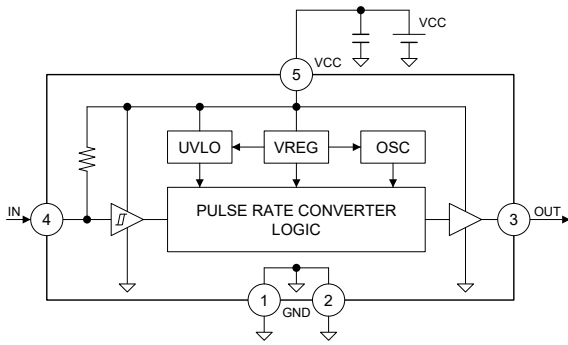 VCC
5
VCC
UVLO
VREG
OSC
IN
4
PULSE RATE CONVERTER
LOGIC
3
OUT
1
GND
2